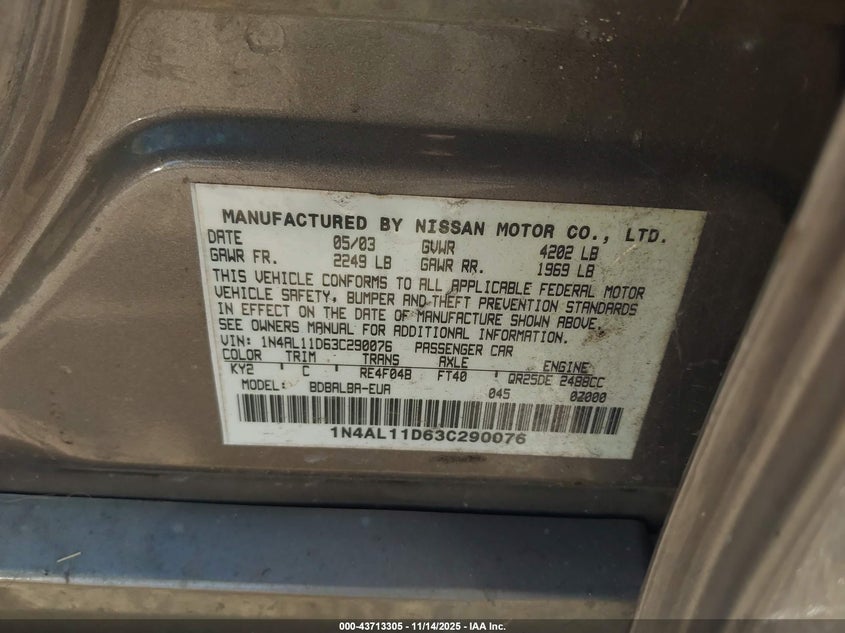 MANUFACTURED BY NISSAN MOTOR CO., LTD.
DATE 05/03 GVWR 4202 LB
GAWR FR. 2249 LB GAWR RR. 1969 LB
THIS VEHICLE CONFORMS TO ALL APPLICABLE FEDERAL MOTOR
VEHICLE SAFETY, BUMPER AND THEFT PREVENTION STANDARDS
IN EFFECT ON THE DATE OF MANUFACTURE SHOWN ABOVE.
SEE OWNERS MANUAL FOR ADDITIONAL INFORMATION.
VIN: 1N4AL11D63C290076 PASSENGER CAR
COLOR TRIM TRANS AXLE ENGINE
KY2 C RE4F04B FT40 QR25DE 2488CC
MODEL: BDBALBA-EUA 045 0Z000
1N4AL11D63C290076
000-43713305 - 11/14/2025 - IAA Inc.